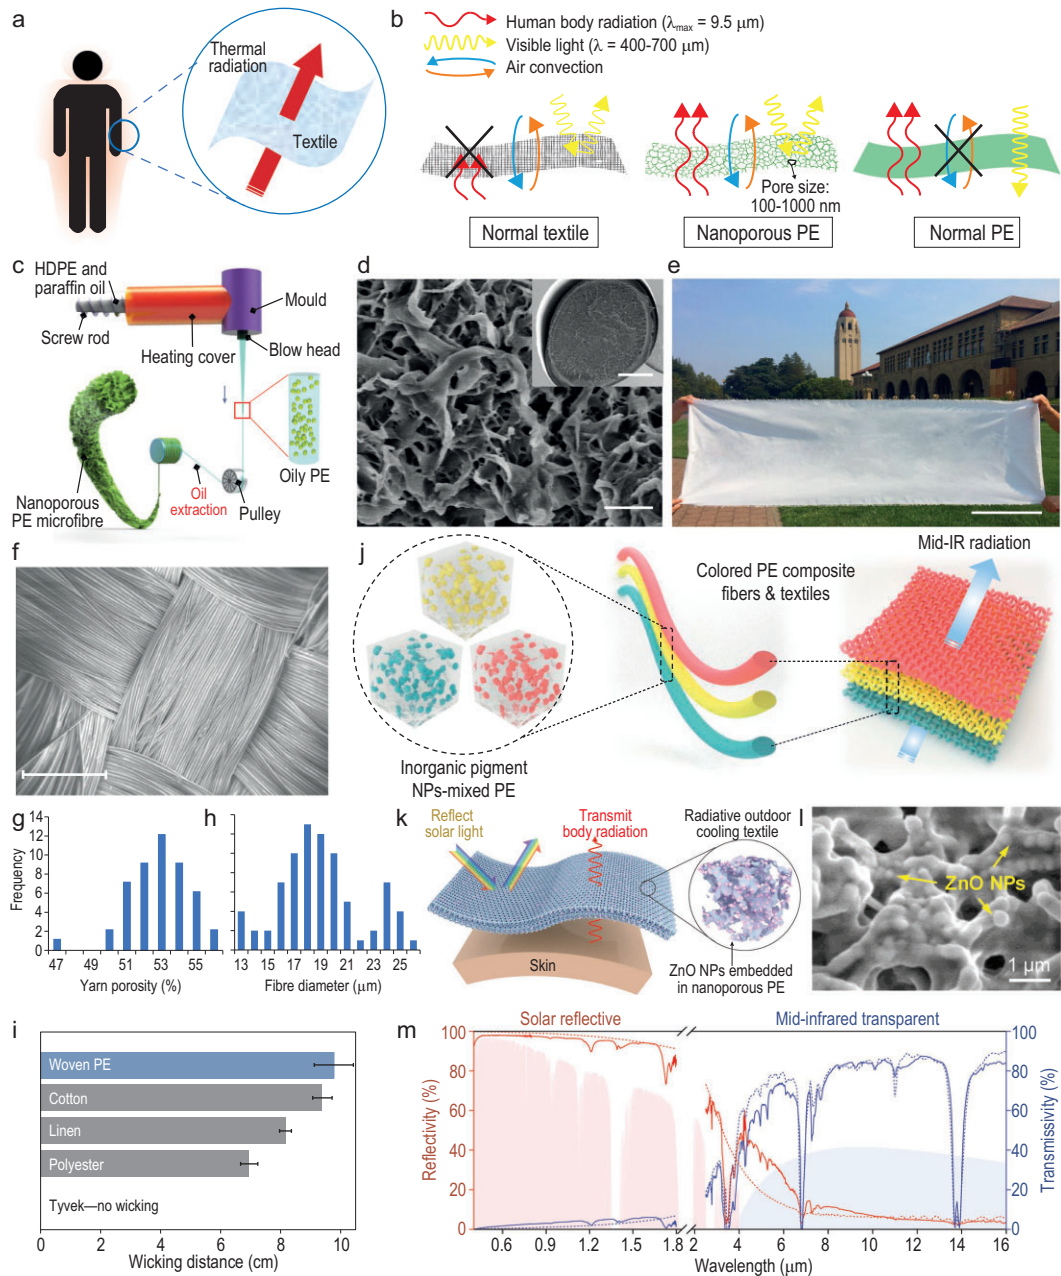 a
Thermal
radiation
Textile
b
Human body radiation (λmax = 9.5 μm)
Visible light (λ = 400-700 μm)
Air convection
Pore size:
100-1000 nm
Normal textile
Nanoporous PE
Normal PE
c
HDPE and
paraffin oil
Screw rod
Heating cover
Mould
Blow head
Oily PE
Nanoporous
PE microfibre
Oil
extraction
Pulley
d
e
f
j
Mid-IR radiation
Colored PE composite
fibers & textiles
Inorganic pigment
NPs-mixed PE
g
Frequency
14
12
10
8
6
4
2
0
47
49
51
53
55
Yarn porosity (%)
h
13
15
17
19
21
23
25
Fibre diameter (μm)
k
Reflect
solar light
Transmit
body radiation
Radiative outdoor
cooling textile
Skin
ZnO NPs embedded
in nanoporous PE
l
ZnO NPs
1 μm
i
Woven PE
Cotton
Linen
Polyester
Tyvek—no wicking
0
2
4
6
8
10
Wicking distance (cm)
m
Solar reflective
Mid-infrared transparent
Reflectivity (%)
100
80
60
40
20
0
0.6
0.9
1.2
1.5
1.8
2
4
6
8
10
12
14
16
Wavelength (μm)
100
80
60
40
20
0
Transmissivity (%)